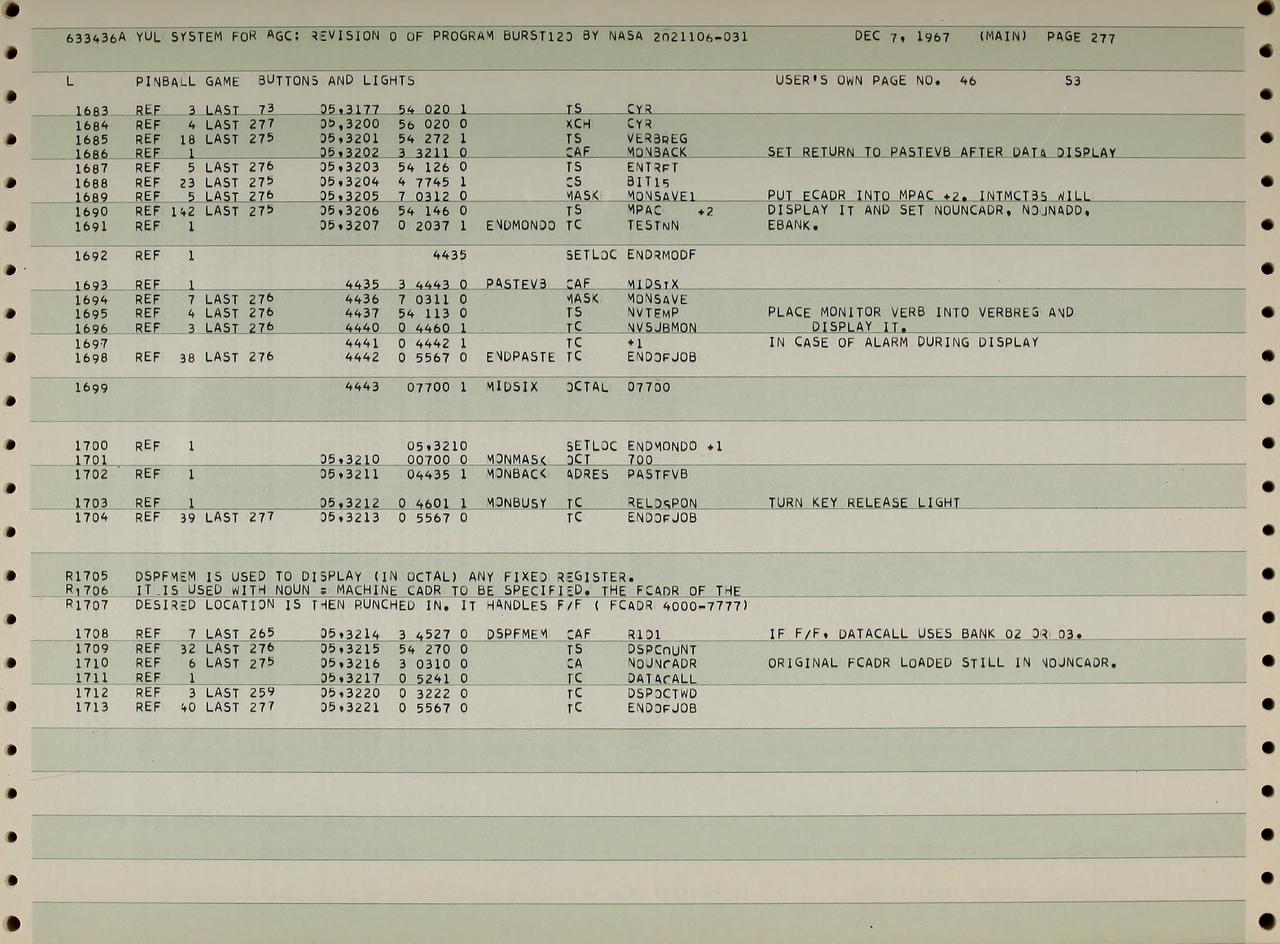 633436A YUL SYSTEM FOR AGC: REVISION 0 OF PROGRAM BURST120 BY NASA 2021106-031 DEC 7, 1967 (MAIN) PAGE 277
L PINBALL GAME BUTTONS AND LIGHTS USER'S OWN PAGE NO. 46 S3
1683 REF 3 LAST 73 05,3177 54 020 1 TS CYR
1684 REF 4 LAST 277 05,3200 56 020 0 XCH CYR
1685 REF 18 LAST 275 05,3201 54 272 1 TS VERBREG
1686 REF 1 05,3202 3 3211 0 CAF MONBACK SET RETURN TO PASTEVB AFTER DATA DISPLAY
1687 REF 5 LAST 276 05,3203 54 126 0 TS ENTRET
1688 REF 23 LAST 275 05,3204 4 7745 1 CS BIT15
1689 REF 5 LAST 276 05,3205 7 0312 0 MASK MONSAVE1 PUT ECADR INTO MPAC +2. INTMCTBS WILL
1690 REF 142 LAST 275 05,3206 54 146 0 TS MPAC +2 DISPLAY IT AND SET NOUNCADR, NOUNADD,
1691 REF 1 05,3207 0 2037 1 ENDMONDO TC TESTNN EBANK.
1692 REF 1 4435 SETLOC ENDRMODF
1693 REF 1 4435 3 4443 0 PASTEVB CAF MIDSIX
1694 REF 7 LAST 276 4436 7 0311 0 MASK MONSAVE
1695 REF 4 LAST 276 4437 54 113 0 TS NVTEMP PLACE MONITOR VERB INTO VERBREG AND
1696 REF 3 LAST 276 4440 0 4460 1 TC NVSUBMON DISPLAY IT.
1697 4441 0 4442 1 TC +1 IN CASE OF ALARM DURING DISPLAY
1698 REF 38 LAST 276 4442 0 5567 0 ENDPASTE TC ENDOFJOB
1699 4443 07700 1 MIDSIX OCTAL 07700
1700 REF 1 05,3210 SETLOC ENDMONDO +1
1701 05,3210 00700 0 MONMASK OCT 700
1702 REF 1 05,3211 04435 1 MONBACK ADRES PASTEVB
1703 REF 1 05,3212 0 4601 1 MONBUSY TC RELDSPON TURN KEY RELEASE LIGHT
1704 REF 39 LAST 277 05,3213 0 5567 0 TC ENDOFJOB
R1705 DSPFMEM IS USED TO DISPLAY (IN OCTAL) ANY FIXED REGISTER.
R1706 IT IS USED WITH NOUN = MACHINE CADR TO BE SPECIFIED. THE FCADR OF THE
R1707 DESIRED LOCATION IS THEN PUNCHED IN. IT HANDLES F/F ( FCADR 4000-7777)
1708 REF 7 LAST 265 05,3214 3 4527 0 DSPFMEM CAF R1D1 IF F/F, DATACALL USES BANK 02 OR 03.
1709 REF 32 LAST 276 05,3215 54 270 0 TS DSPCOUNT
1710 REF 6 LAST 275 05,3216 3 0310 0 CA NOUNCADR ORIGINAL FCADR LOADED STILL IN NOUNCADR.
1711 REF 1 05,3217 0 5241 0 TC DATACALL
1712 REF 3 LAST 259 05,3220 0 3222 0 TC DSPOCTWD
1713 REF 40 LAST 277 05,3221 0 5567 0 TC ENDOFJOB